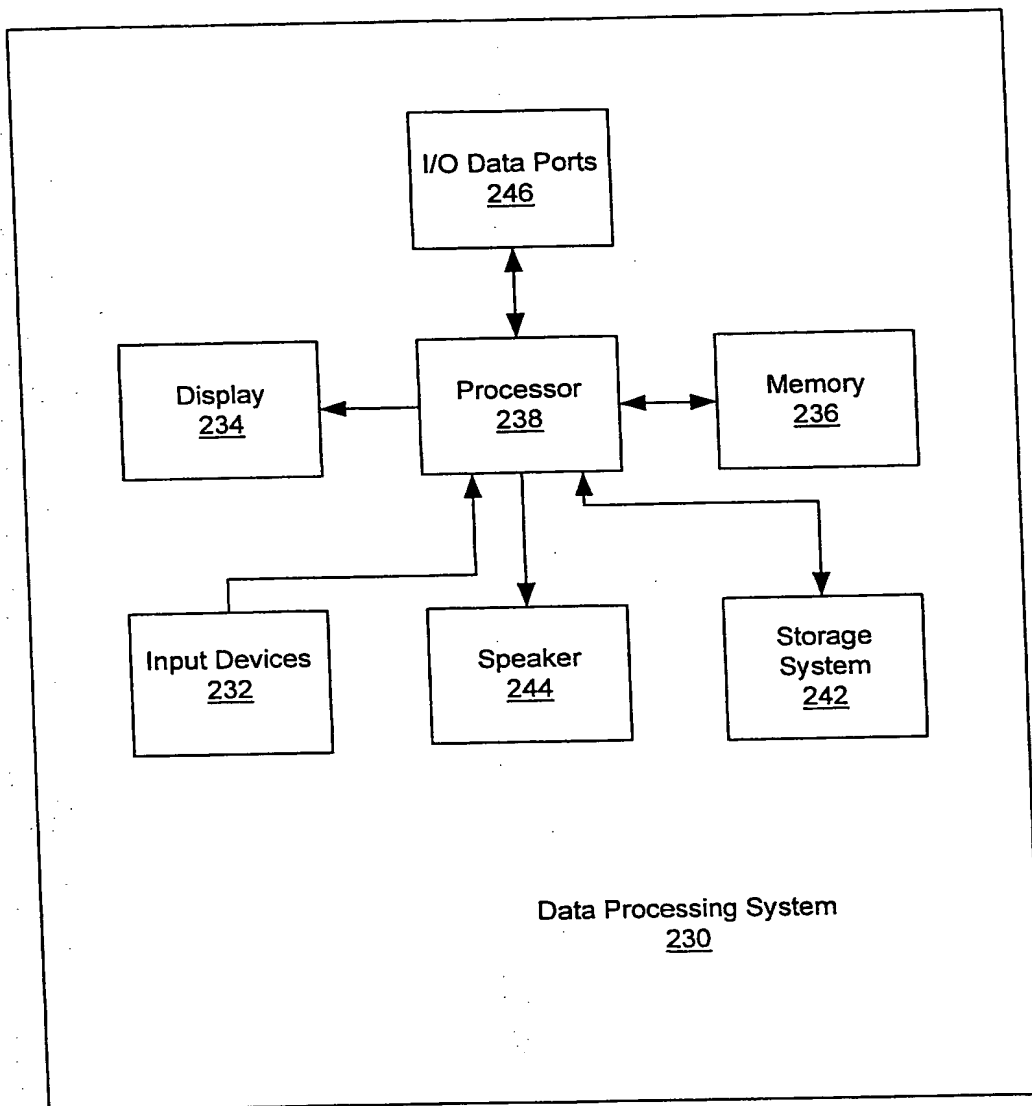 I/O Data Ports
246
Display
234
Processor
238
Memory
236
Input Devices
232
Speaker
244
Storage
System
242
Data Processing System
230